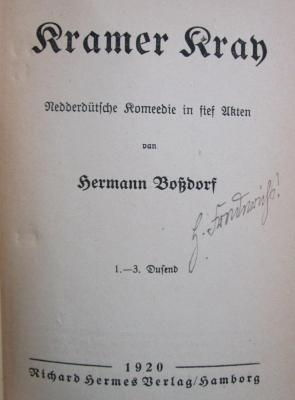 Kramer Kray
Nedderdütsche Komeedie in fief Akten
van
Hermann Boßdorf
1.—3. Dusend
1920
Richard Hermes Verlag/Hamborg